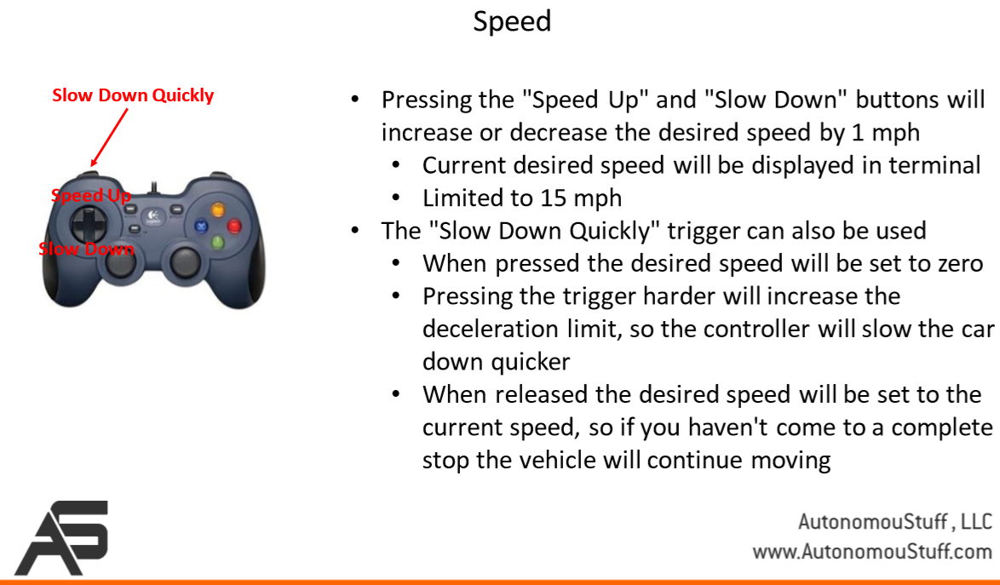 Speed
Slow Down Quickly
Speed Up
Slow Down
• Pressing the "Speed Up" and "Slow Down" buttons will
increase or decrease the desired speed by 1 mph
• Current desired speed will be displayed in terminal
• Limited to 15 mph
• The "Slow Down Quickly" trigger can also be used
• When pressed the desired speed will be set to zero
• Pressing the trigger harder will increase the
deceleration limit, so the controller will slow the car
down quicker
• When released the desired speed will be set to the
current speed, so if you haven't come to a complete
stop the vehicle will continue moving
AS
AutonomouStuff, LLC
www.AutonomouStuff.com